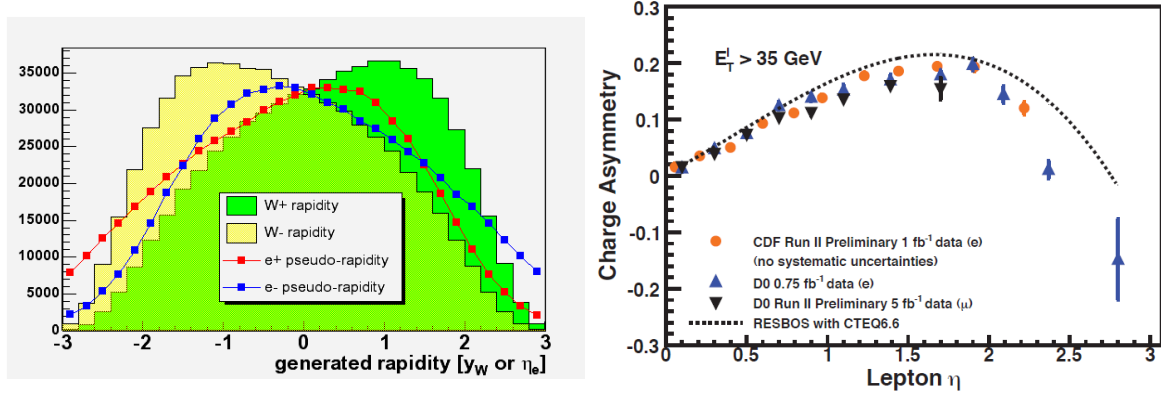 35000
30000
25000
20000
15000
10000
5000
0
-3 -2 -1 0 1 2 3
generated rapidity [y_W or η_e]
W+ rapidity
W- rapidity
e+ pseudo-rapidity
e- pseudo-rapidity
Charge Asymmetry
0.3
0.2
0.1
0
-0.1
-0.2
-0.3
E_T^l > 35 GeV
CDF Run II Preliminary 1 fb⁻¹ data (e)
(no systematic uncertainties)
D0 0.75 fb⁻¹ data (e)
D0 Run II Preliminary 5 fb⁻¹ data (μ)
RESBOS with CTEQ6.6
0 0.5 1 1.5 2 2.5 3
Lepton η